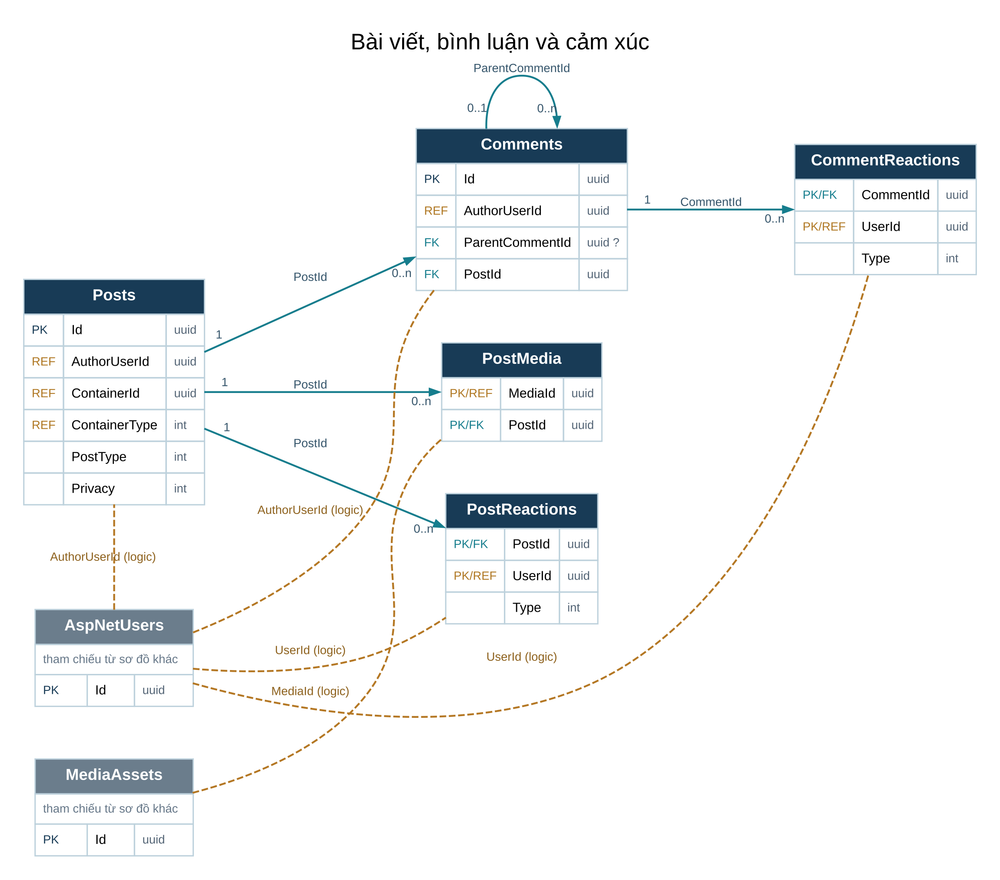 Bài viết, bình luận và cảm xúc
ParentCommentId
0..1
0..n
Comments
PK Id uuid
REF AuthorUserId uuid
FK ParentCommentId uuid ?
FK PostId uuid
1
CommentId
0..n
CommentReactions
PK/FK CommentId uuid
PK/REF UserId uuid
Type int
Posts
PK Id uuid
REF AuthorUserId uuid
REF ContainerId uuid
REF ContainerType int
PostType int
Privacy int
1
PostId
0..n
1
PostId
0..n
1
PostId
0..n
PostMedia
PK/REF MediaId uuid
PK/FK PostId uuid
PostReactions
PK/FK PostId uuid
PK/REF UserId uuid
Type int
AuthorUserId (logic)
AuthorUserId (logic)
UserId (logic)
UserId (logic)
MediaId (logic)
AspNetUsers
tham chiếu từ sơ đồ khác
PK Id uuid
MediaAssets
tham chiếu từ sơ đồ khác
PK Id uuid